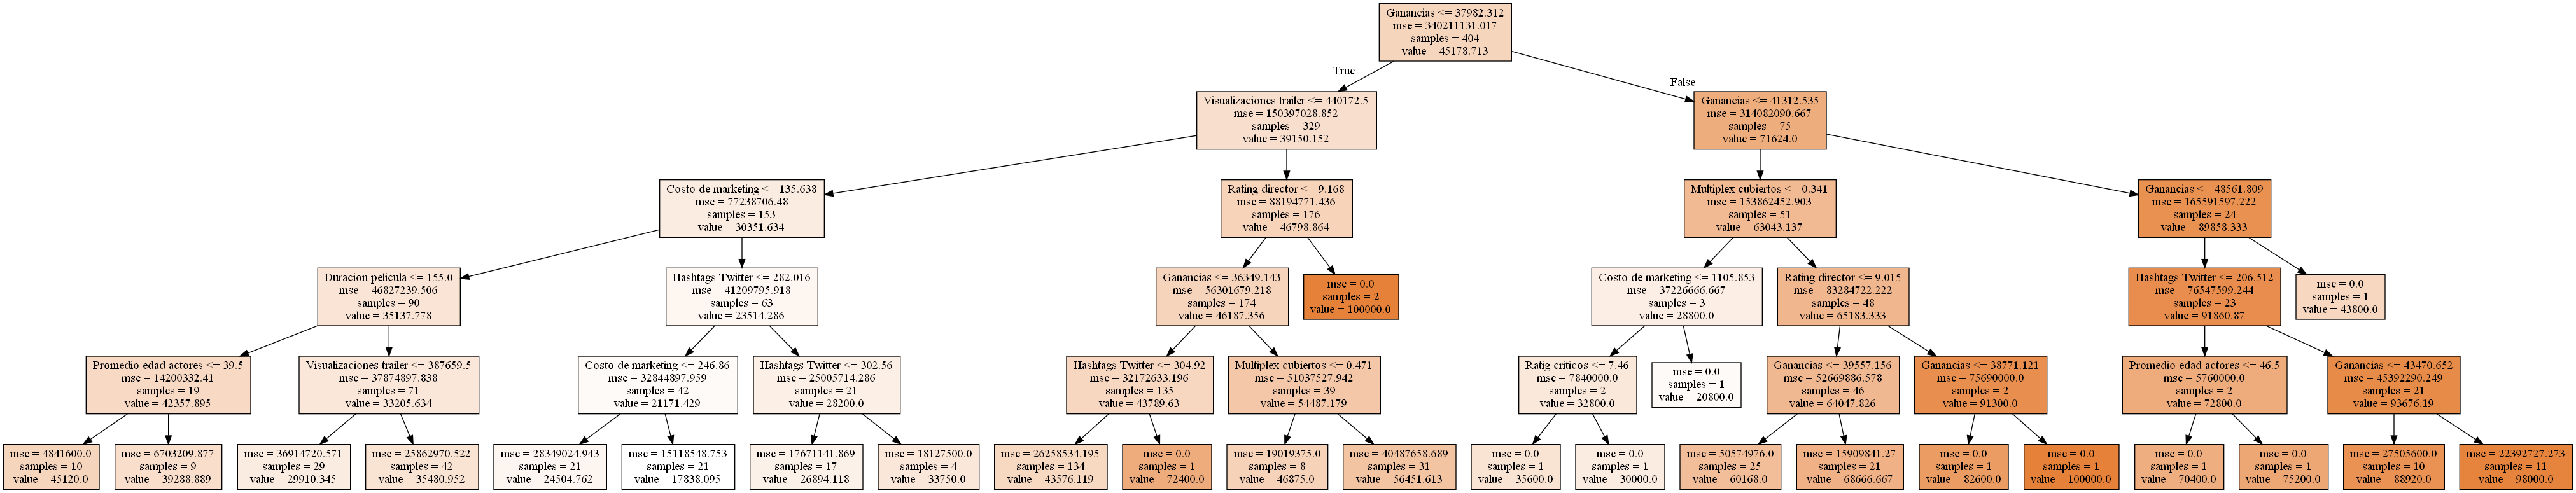 Ganancias <= 37982.312
mse = 340211131.017
samples = 404
value = 45178.713
True
False
Visualizaciones trailer <= 440172.5
mse = 150397028.852
samples = 329
value = 39150.152
Ganancias <= 41312.535
mse = 314082090.667
samples = 75
value = 71624.0
Costo de marketing <= 135.638
mse = 77238706.48
samples = 153
value = 30351.634
Rating director <= 9.168
mse = 88194771.436
samples = 176
value = 46798.864
Multiplex cubiertos <= 0.341
mse = 153862452.903
samples = 51
value = 63043.137
Ganancias <= 48561.809
mse = 165591597.222
samples = 24
value = 89858.333
Duracion pelicula <= 155.0
mse = 46827239.506
samples = 90
value = 35137.778
Hashtags Twitter <= 282.016
mse = 41209795.918
samples = 63
value = 23514.286
Ganancias <= 36349.143
mse = 56301679.218
samples = 174
value = 46187.356
mse = 0.0
samples = 2
value = 100000.0
Costo de marketing <= 1105.853
mse = 37226666.667
samples = 3
value = 28800.0
Rating director <= 9.015
mse = 83284722.222
samples = 48
value = 65183.333
Hashtags Twitter <= 206.512
mse = 76547599.244
samples = 23
value = 91860.87
mse = 0.0
samples = 1
value = 43800.0
Promedio edad actores <= 39.5
mse = 14200332.41
samples = 19
value = 42357.895
Visualizaciones trailer <= 387659.5
mse = 37874897.838
samples = 71
value = 33205.634
Costo de marketing <= 246.86
mse = 32844897.959
samples = 42
value = 21171.429
Hashtags Twitter <= 302.56
mse = 25005714.286
samples = 21
value = 28200.0
Hashtags Twitter <= 304.92
mse = 32172633.196
samples = 135
value = 43789.63
Multiplex cubiertos <= 0.471
mse = 51037527.942
samples = 39
value = 54487.179
Ratig criticos <= 7.46
mse = 7840000.0
samples = 2
value = 32800.0
mse = 0.0
samples = 1
value = 20800.0
Ganancias <= 39557.156
mse = 52669886.578
samples = 46
value = 64047.826
Ganancias <= 38771.121
mse = 75690000.0
samples = 2
value = 91300.0
Promedio edad actores <= 46.5
mse = 5760000.0
samples = 2
value = 72800.0
Ganancias <= 43470.652
mse = 45392290.249
samples = 21
value = 93676.19
mse = 4841600.0
samples = 10
value = 45120.0
mse = 6703209.877
samples = 9
value = 39288.889
mse = 36914720.571
samples = 29
value = 29910.345
mse = 25862970.522
samples = 42
value = 35480.952
mse = 28349024.943
samples = 21
value = 24504.762
mse = 15118548.753
samples = 21
value = 17838.095
mse = 17671141.869
samples = 17
value = 26894.118
mse = 18127500.0
samples = 4
value = 33750.0
mse = 26258534.195
samples = 134
value = 43576.119
mse = 0.0
samples = 1
value = 72400.0
mse = 19019375.0
samples = 8
value = 46875.0
mse = 40487658.689
samples = 31
value = 56451.613
mse = 0.0
samples = 1
value = 35600.0
mse = 0.0
samples = 1
value = 30000.0
mse = 50574976.0
samples = 25
value = 60168.0
mse = 15909841.27
samples = 21
value = 68666.667
mse = 0.0
samples = 1
value = 82600.0
mse = 0.0
samples = 1
value = 100000.0
mse = 0.0
samples = 1
value = 70400.0
mse = 0.0
samples = 1
value = 75200.0
mse = 27505600.0
samples = 10
value = 88920.0
mse = 22392727.273
samples = 11
value = 98000.0